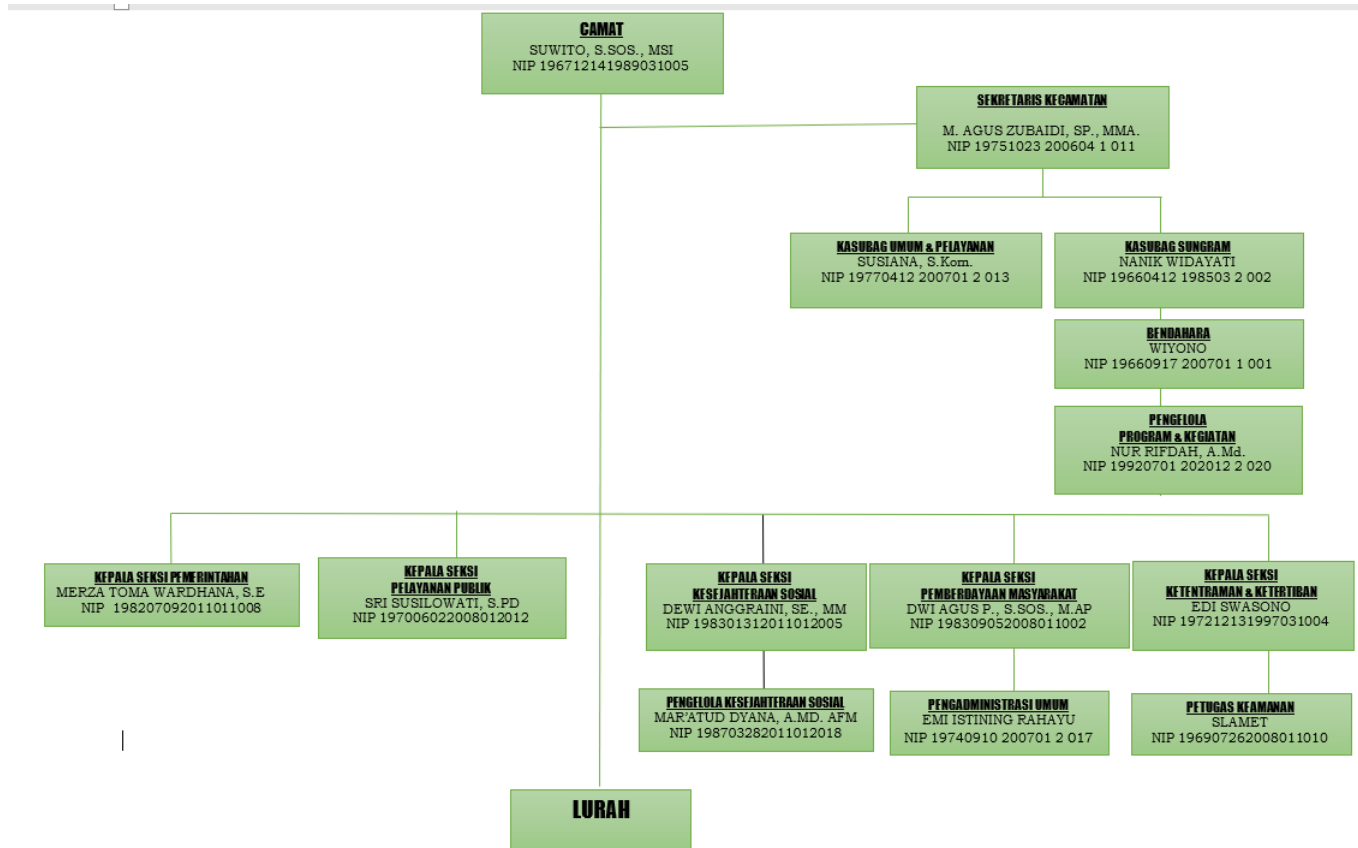 CAMAT
SUWITO, S.SOS., MSI
NIP 196712141989031005
SEKRETARIS KECAMATAN
M. AGUS ZUBAIDI, SP., MMA.
NIP 19751023 200604 1 011
KASUBAG UMUM & PELAYANAN
SUSIANA, S.Kom.
NIP 19770412 200701 2 013
KASUBAG SUNGRAM
NANIK WIDAYATI
NIP 19660412 198503 2 002
BENDAHARA
WIYONO
NIP 19660917 200701 1 001
PENGELOLA
PROGRAM & KEGIATAN
NUR RIFDAH, A.Md.
NIP 19920701 202012 2 020
KEPALA SEKSI PEMERINTAHAN
MERZA TOMA WARDHANA, S.E
NIP 198207092011011008
KEPALA SEKSI
PELAYANAN PUBLIK
SRI SUSILOWATI, S.PD
NIP 197006022008012012
KEPALA SEKSI
KESEJAHTERAAN SOSIAL
DEWI ANGGRAINI, SE., MM
NIP 198301312011012005
KEPALA SEKSI
PEMBERDAYAAN MASYARAKAT
DWI AGUS P., S.SOS., M.AP
NIP 198309052008011002
KEPALA SEKSI
KETENTRAMAN & KETERTIBAN
EDI SWASONO
NIP 197212131997031004
PENGELOLA KESEJAHTERAAN SOSIAL
MAR'ATUD DYANA, A.MD. AFM
NIP 198703282011012018
PENGADMINISTRASI UMUM
EMI ISTINING RAHAYU
NIP 19740910 200701 2 017
PETUGAS KEAMANAN
SLAMET
NIP 196907262008011010
LURAH